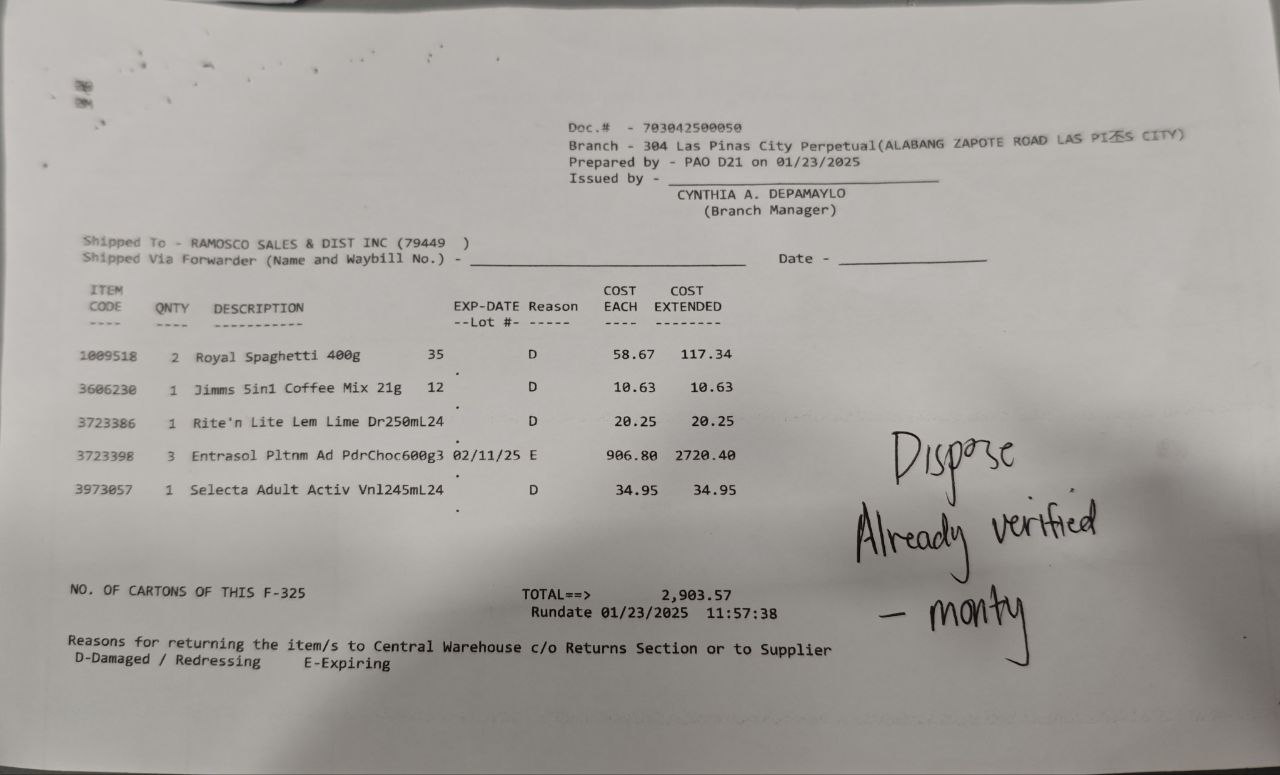 Doc.# - 703042500050
Branch - 304 Las Pinas City Perpetual(ALABANG ZAPOTE ROAD LAS CITY)
Prepared by - PAO D21 on 01/23/2025
Issued by - ____________________
CYNTHIA A. DEPAMAYLO
(Branch Manager)
Shipped To - RAMOSCO SALES & DIST INC (79449 )
Shipped Via Forwarder (Name and Waybill No.) - ____________________ Date - ____________________
ITEM COST COST
CODE QNTY DESCRIPTION EXP-DATE Reason EACH EXTENDED
---- ---- ----------- --Lot #- ----- ---- --------
1009518 2 Royal Spaghetti 400g 35 D 58.67 117.34
.
3606230 1 Jimms 5in1 Coffee Mix 21g 12 D 10.63 10.63
.
3723386 1 Rite'n Lite Lem Lime Dr250mL24 D 20.25 20.25
.
3723398 3 Entrasol Pltnm Ad PdrChoc600g3 02/11/25 E 906.80 2720.40
3973057 1 Selecta Adult Activ Vnl245mL24 D 34.95 34.95
.
Dispose
Already verified
- monty
NO. OF CARTONS OF THIS F-325 TOTAL==> 2,903.57
Rundate 01/23/2025 11:57:38
Reasons for returning the item/s to Central Warehouse c/o Returns Section or to Supplier
D-Damaged / Redressing E-Expiring